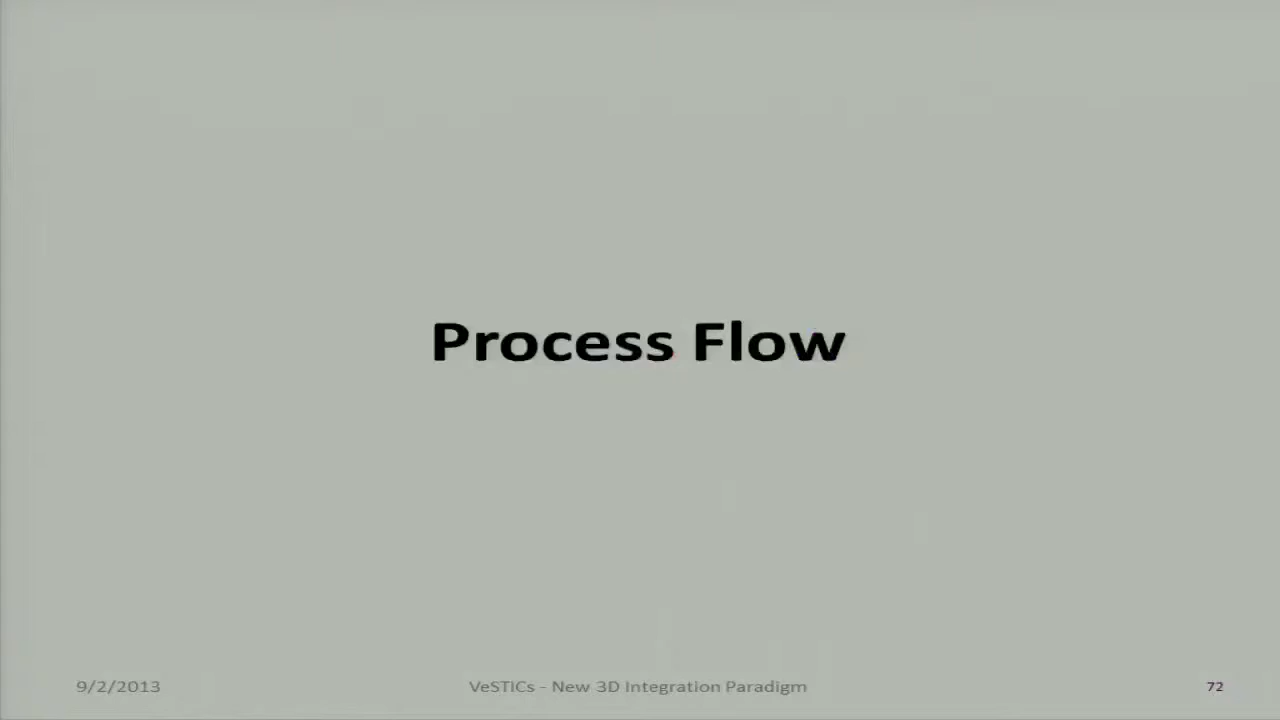 Process Flow
9/2/2013
VeSTICs - New 3D Integration Paradigm
72